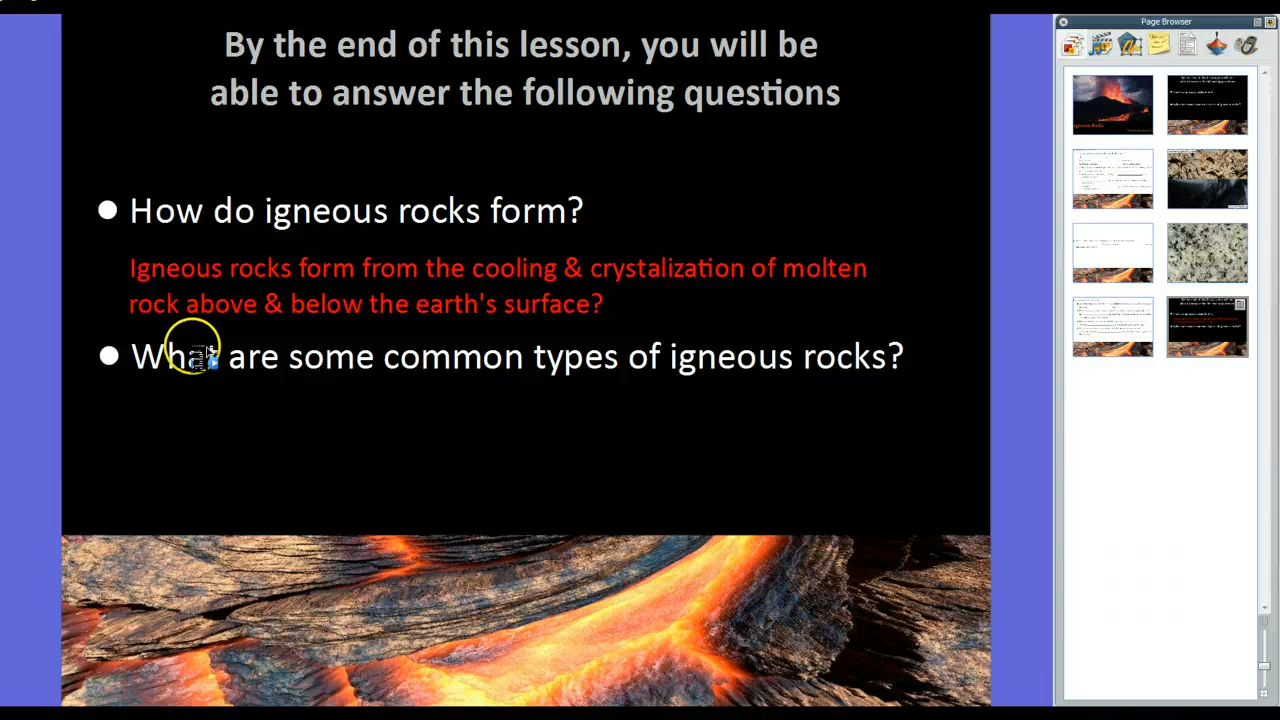 By the end of this lesson, you will be
able to answer the following questions
How do igneous rocks form?
Igneous rocks form from the cooling & crystalization of molten
rock above & below the earth's surface?
What are some common types of igneous rocks?
Page Browser
Igneous Rocks